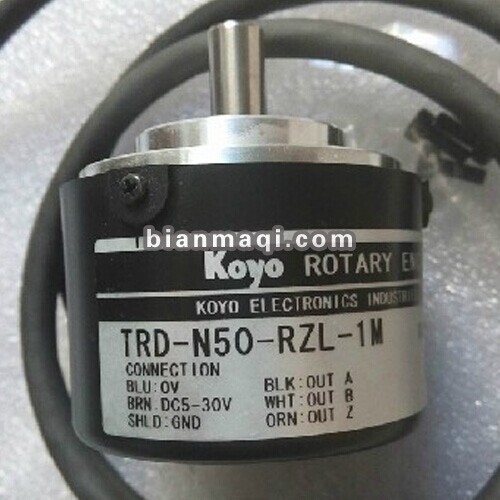 bianmaqi.com
Koyo ROTARY EN
KOYO ELECTRONICS INDUSTRI
TRD-N50-RZL-1M
CONNECTION
BLU:0V BLK:OUT A
BRN.DC5-30V WHT:OUT B
SHLD:GND ORN:OUT Z